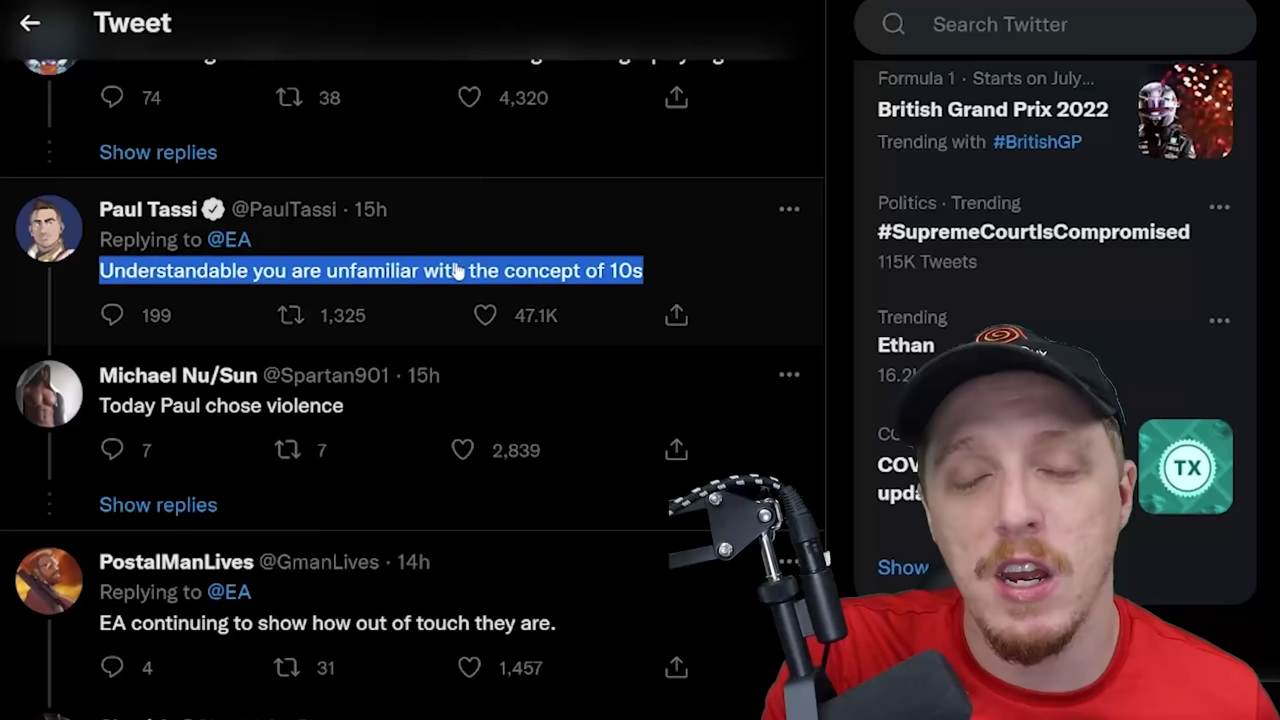 Tweet
74
38
4,320
Show replies
Paul Tassi @PaulTassi · 15h
Replying to @EA
Understandable you are unfamiliar with the concept of 10s
199
1,325
47.1K
Michael Nu/Sun @Spartan901 · 15h
Today Paul chose violence
7
7
2,839
Show replies
PostalManLives @GmanLives · 14h
Replying to @EA
EA continuing to show how out of touch they are.
4
31
1,457
Search Twitter
Formula 1 · Starts on July...
British Grand Prix 2022
Trending with #BritishGP
Politics · Trending
#SupremeCourtIsCompromised
115K Tweets
Trending
Ethan
16.2
TX
Show